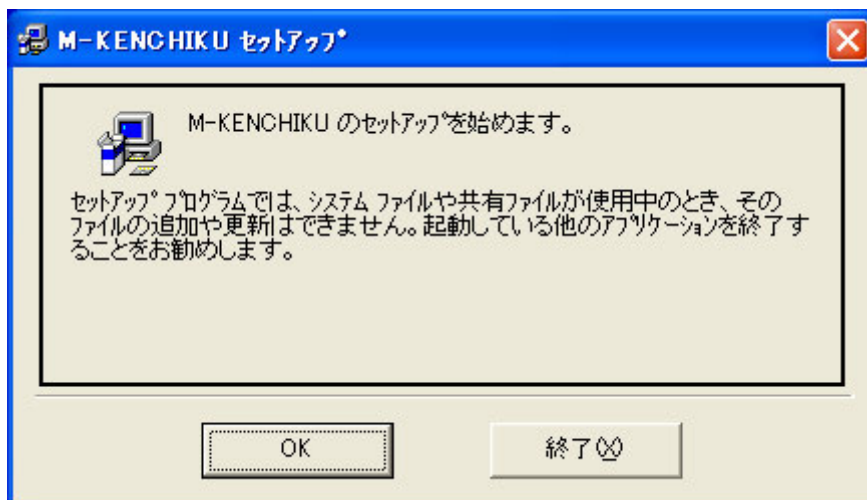 M-KENCHIKU ｾｯﾄｱｯﾌﾟ
M-KENCHIKU のｾｯﾄｱｯﾌﾟを始めます。
ｾｯﾄｱｯﾌﾟ ﾌﾟﾛｸﾞﾗﾑでは、ｼｽﾃﾑ ﾌｧｲﾙや共有ﾌｧｲﾙが使用中のとき、その
ﾌｧｲﾙの追加や更新はできません。起動している他のｱﾌﾟﾘｹｰｼｮﾝを終了す
ることをお勧めします。
OK
終了(X)